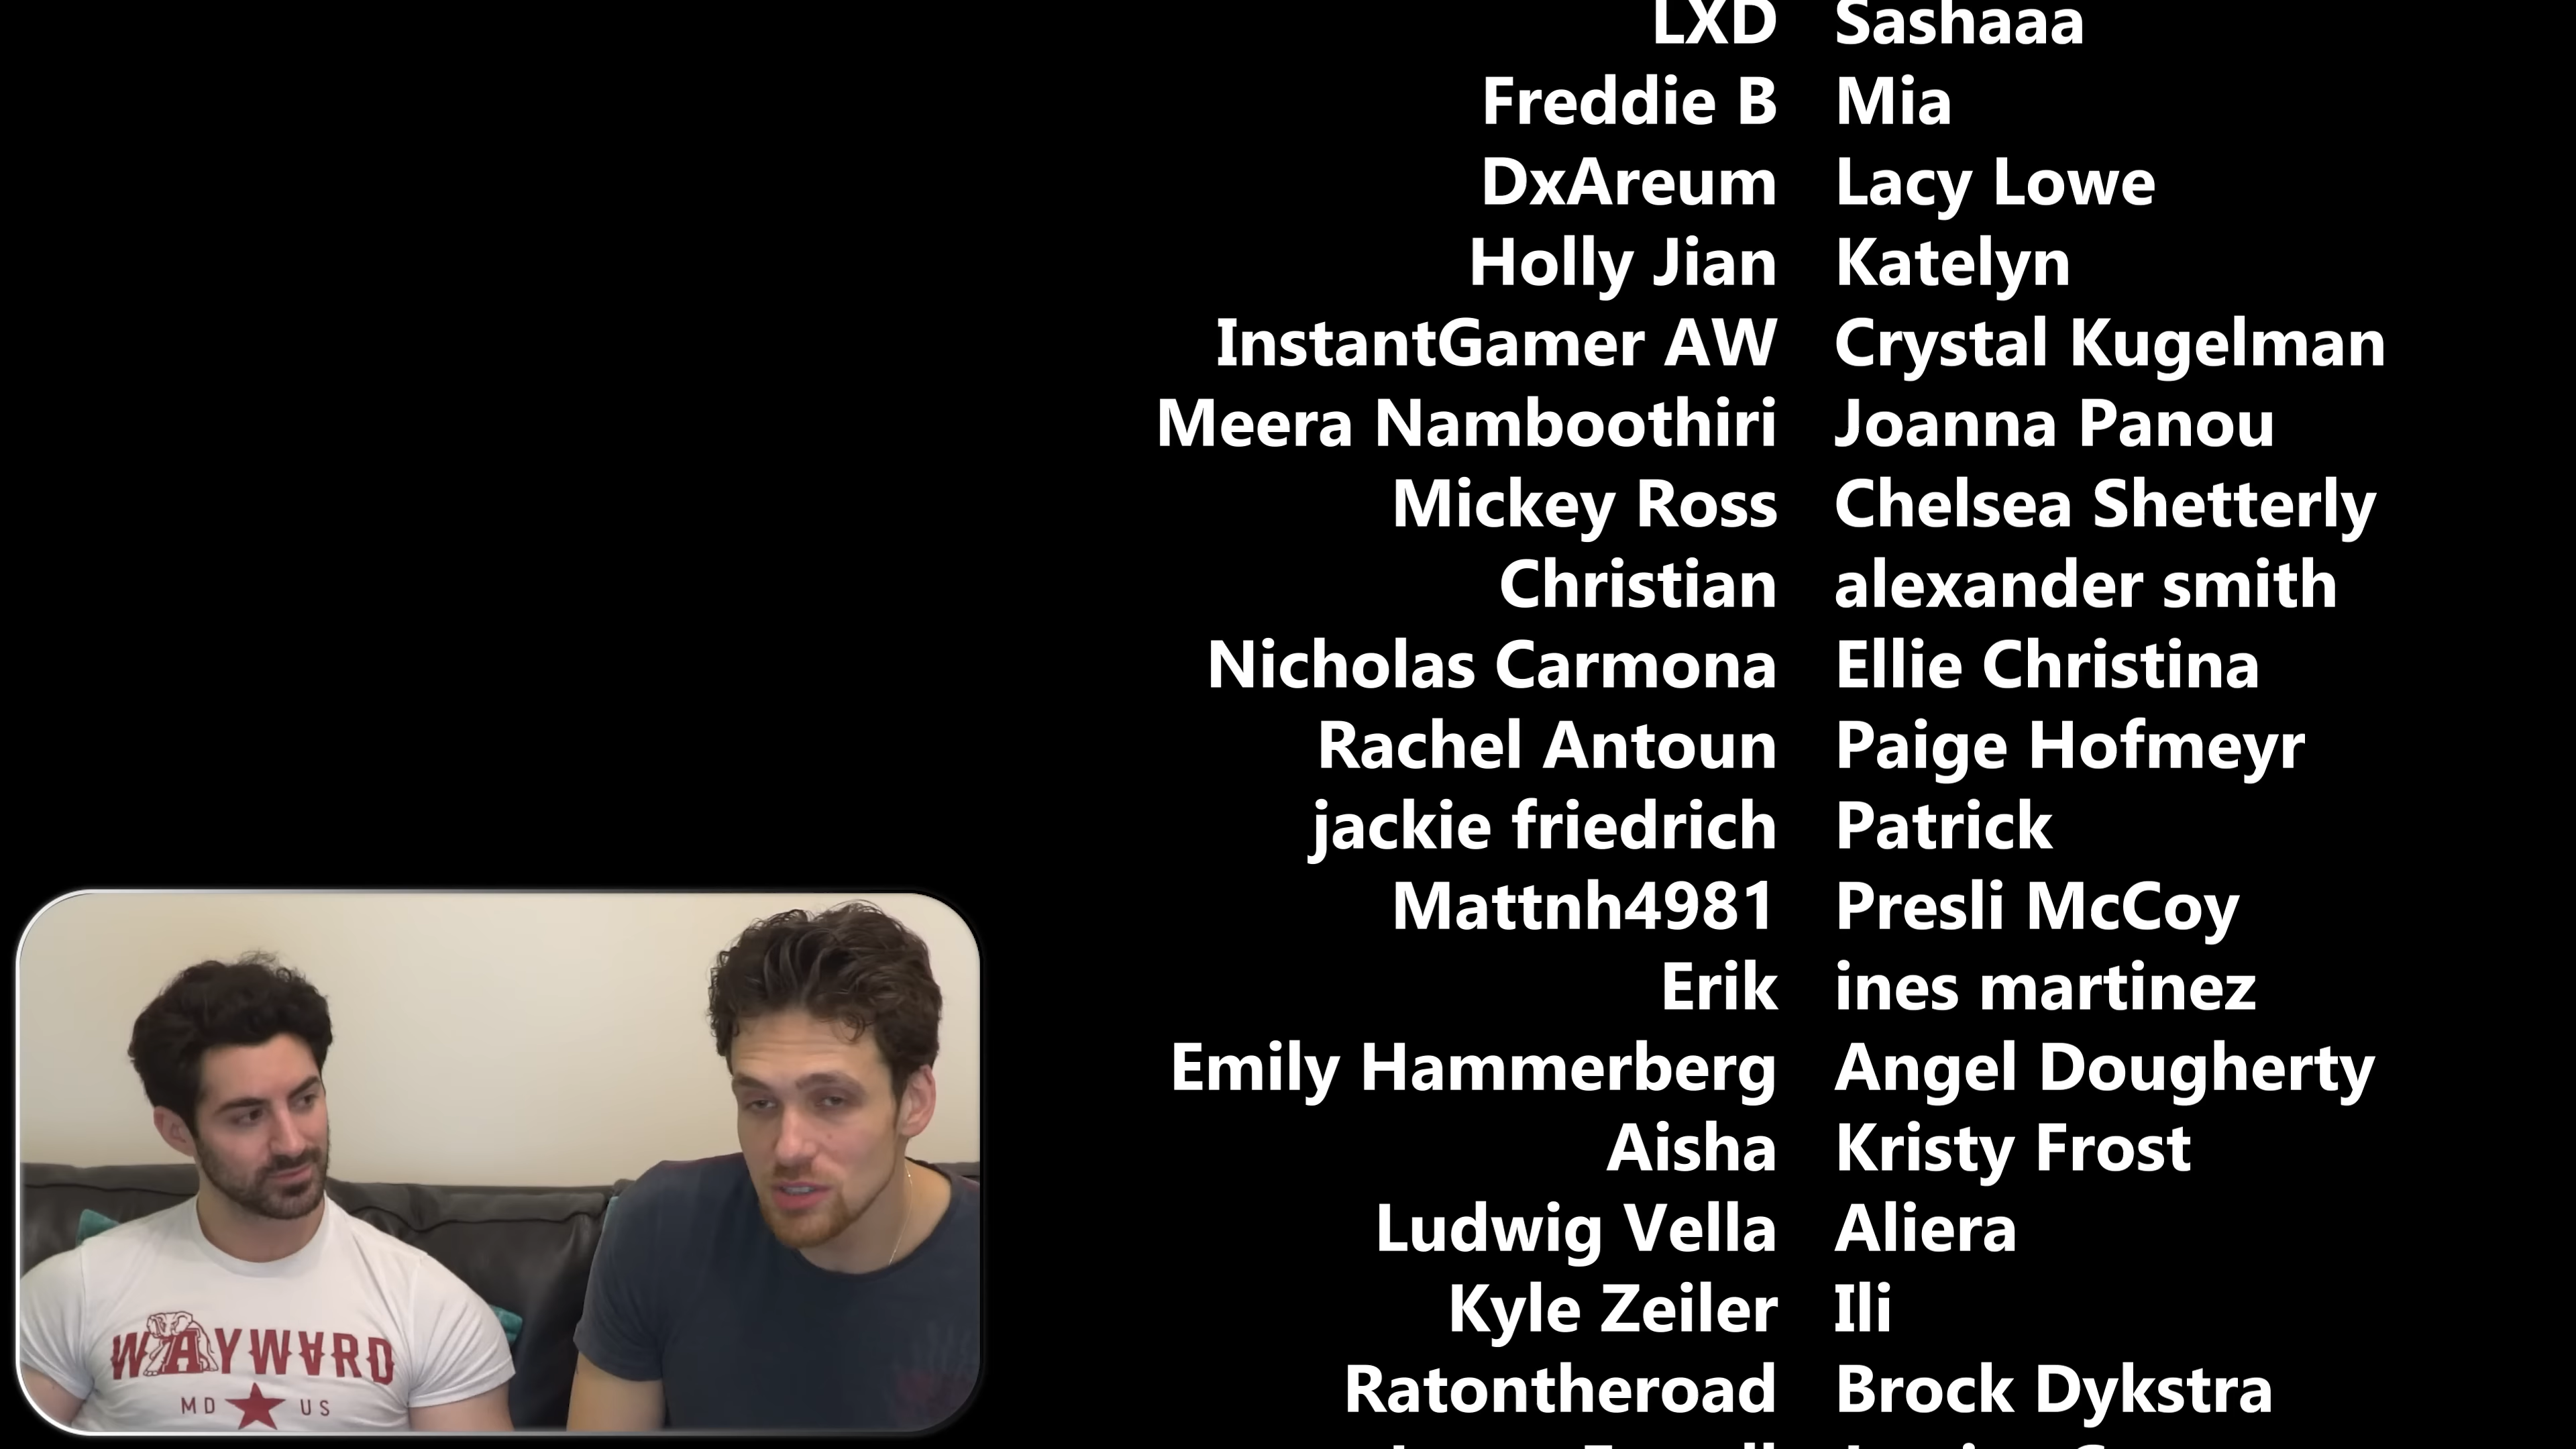 LXD Sashaaa
Freddie B Mia
DxAreum Lacy Lowe
Holly Jian Katelyn
InstantGamer AW Crystal Kugelman
Meera Namboothiri Joanna Panou
Mickey Ross Chelsea Shetterly
Christian alexander smith
Nicholas Carmona Ellie Christina
Rachel Antoun Paige Hofmeyr
jackie friedrich Patrick
Mattnh4981 Presli McCoy
Erik ines martinez
Emily Hammerberg Angel Dougherty
Aisha Kristy Frost
Ludwig Vella Aliera
Kyle Zeiler Ili
Ratontheroad Brock Dykstra
WAYWARD
MD US